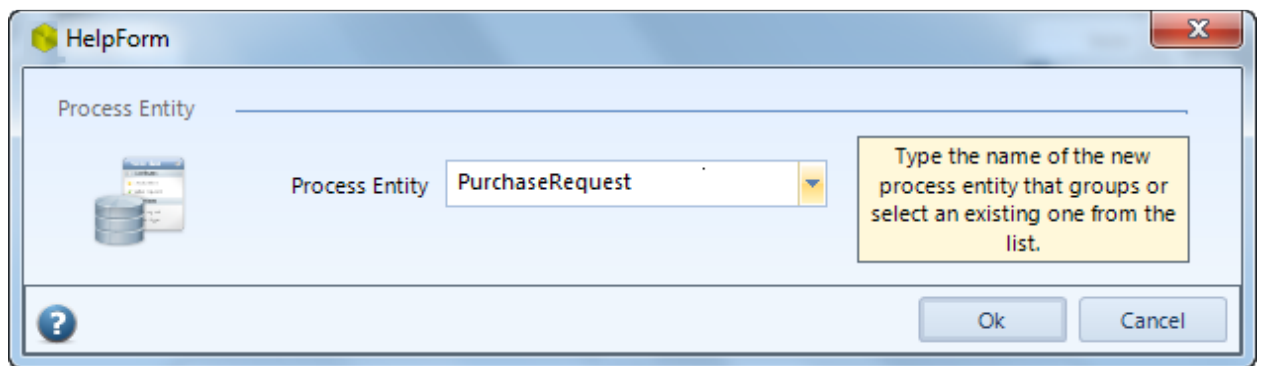 HelpForm
Process Entity
Process Entity
PurchaseRequest
Type the name of the new
process entity that groups or
select an existing one from the
list.
?
Ok
Cancel